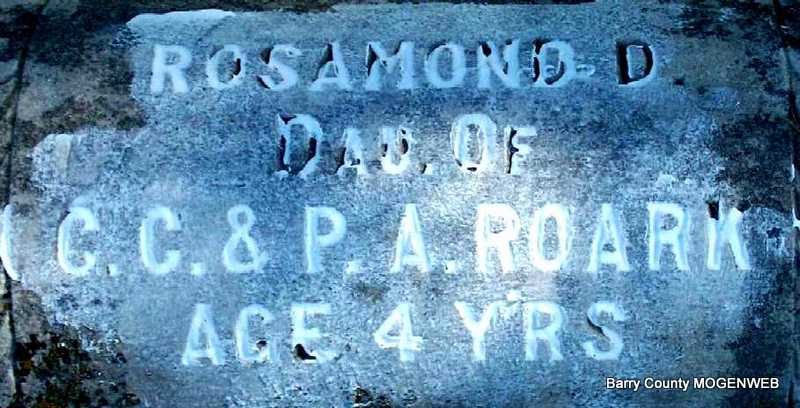 ROSAMOND D.
DAU. OF
C. C. & P. A. ROARK
AGE 4 YRS
Barry County MOGENWEB